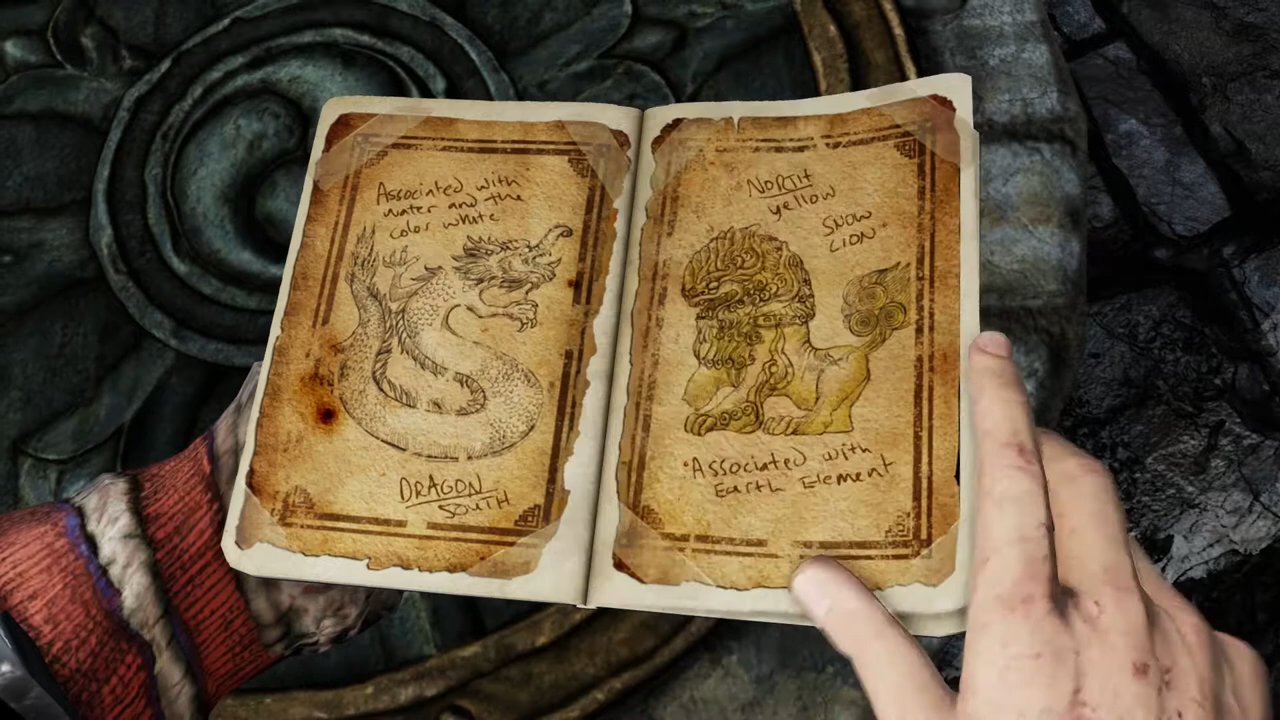 Associated with
water and the
color white
DRAGON
SOUTH
NORTH
yellow
SNOW
LION
Associated with
Earth Element